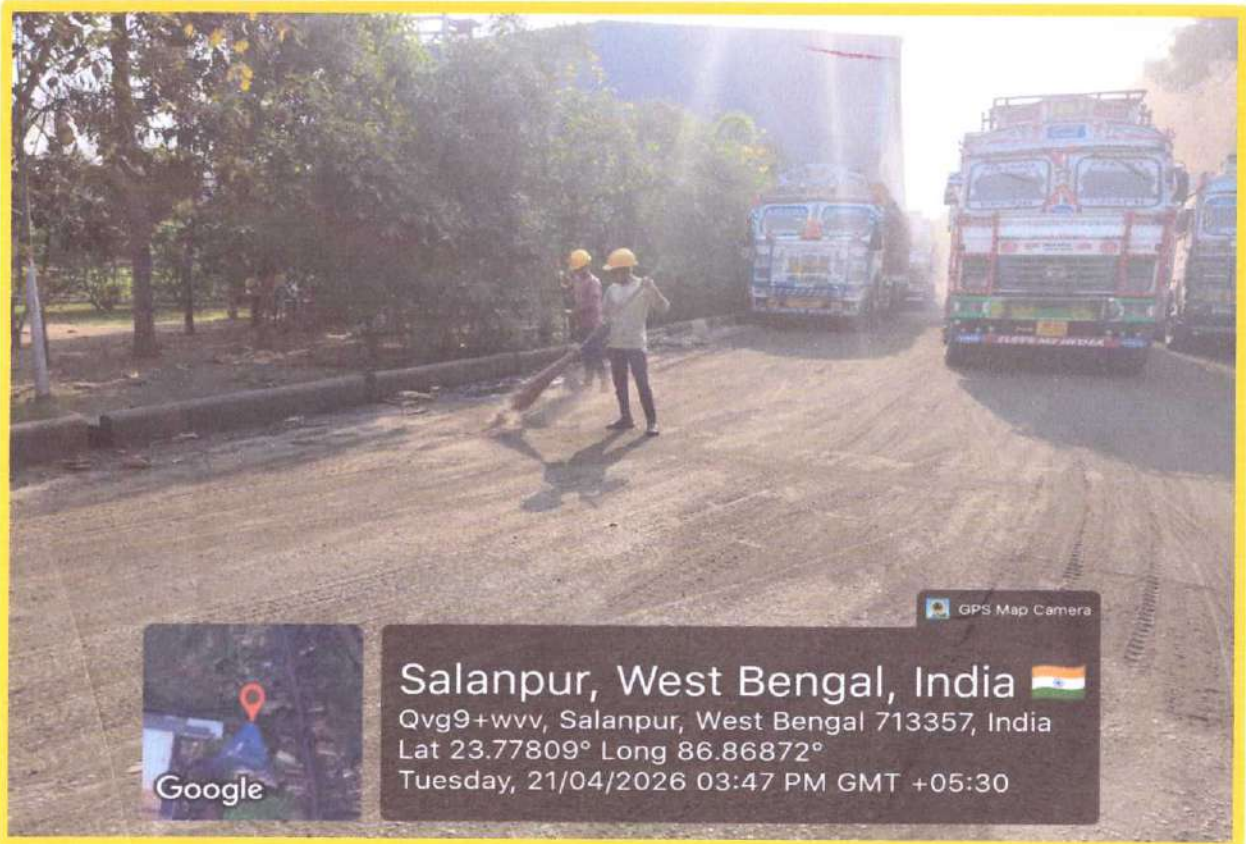 GPS Map Camera
Salanpur, West Bengal, India
Qvg9+wvv, Salanpur, West Bengal 713357, India
Lat 23.77809° Long 86.86872°
Tuesday, 21/04/2026 03:47 PM GMT +05:30
Google